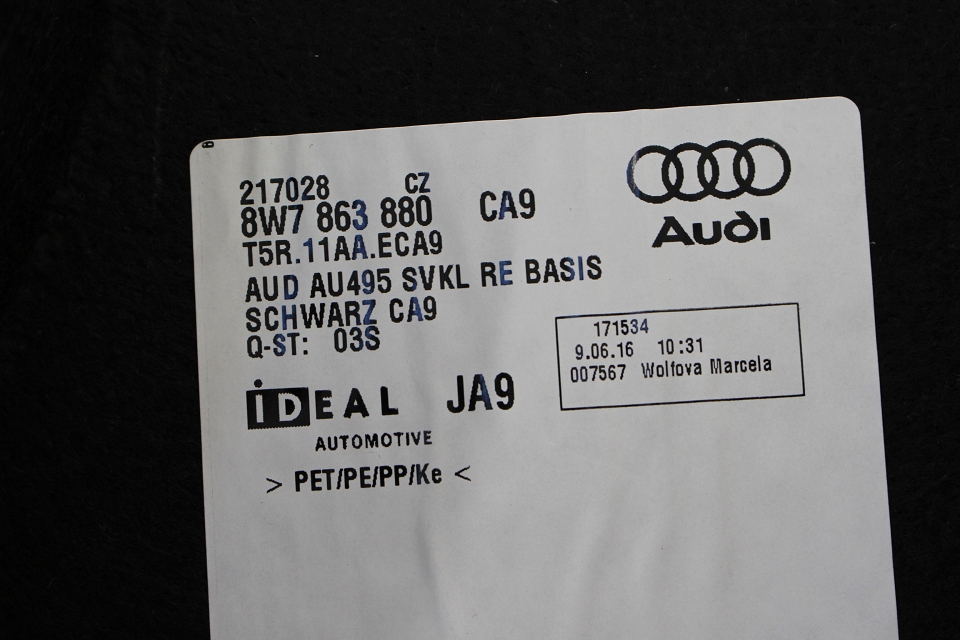 217028 CZ
8W7 863 880 CA9
T5R.11AA.ECA9
AUD AU495 SVKL RE BASIS
SCHWARZ CA9
Q-ST: 03S
Audi
171534
9.06.16 10:31
007567 Wolfova Marcela
iDEAL JA9
AUTOMOTIVE
> PET/PE/PP/Ke <